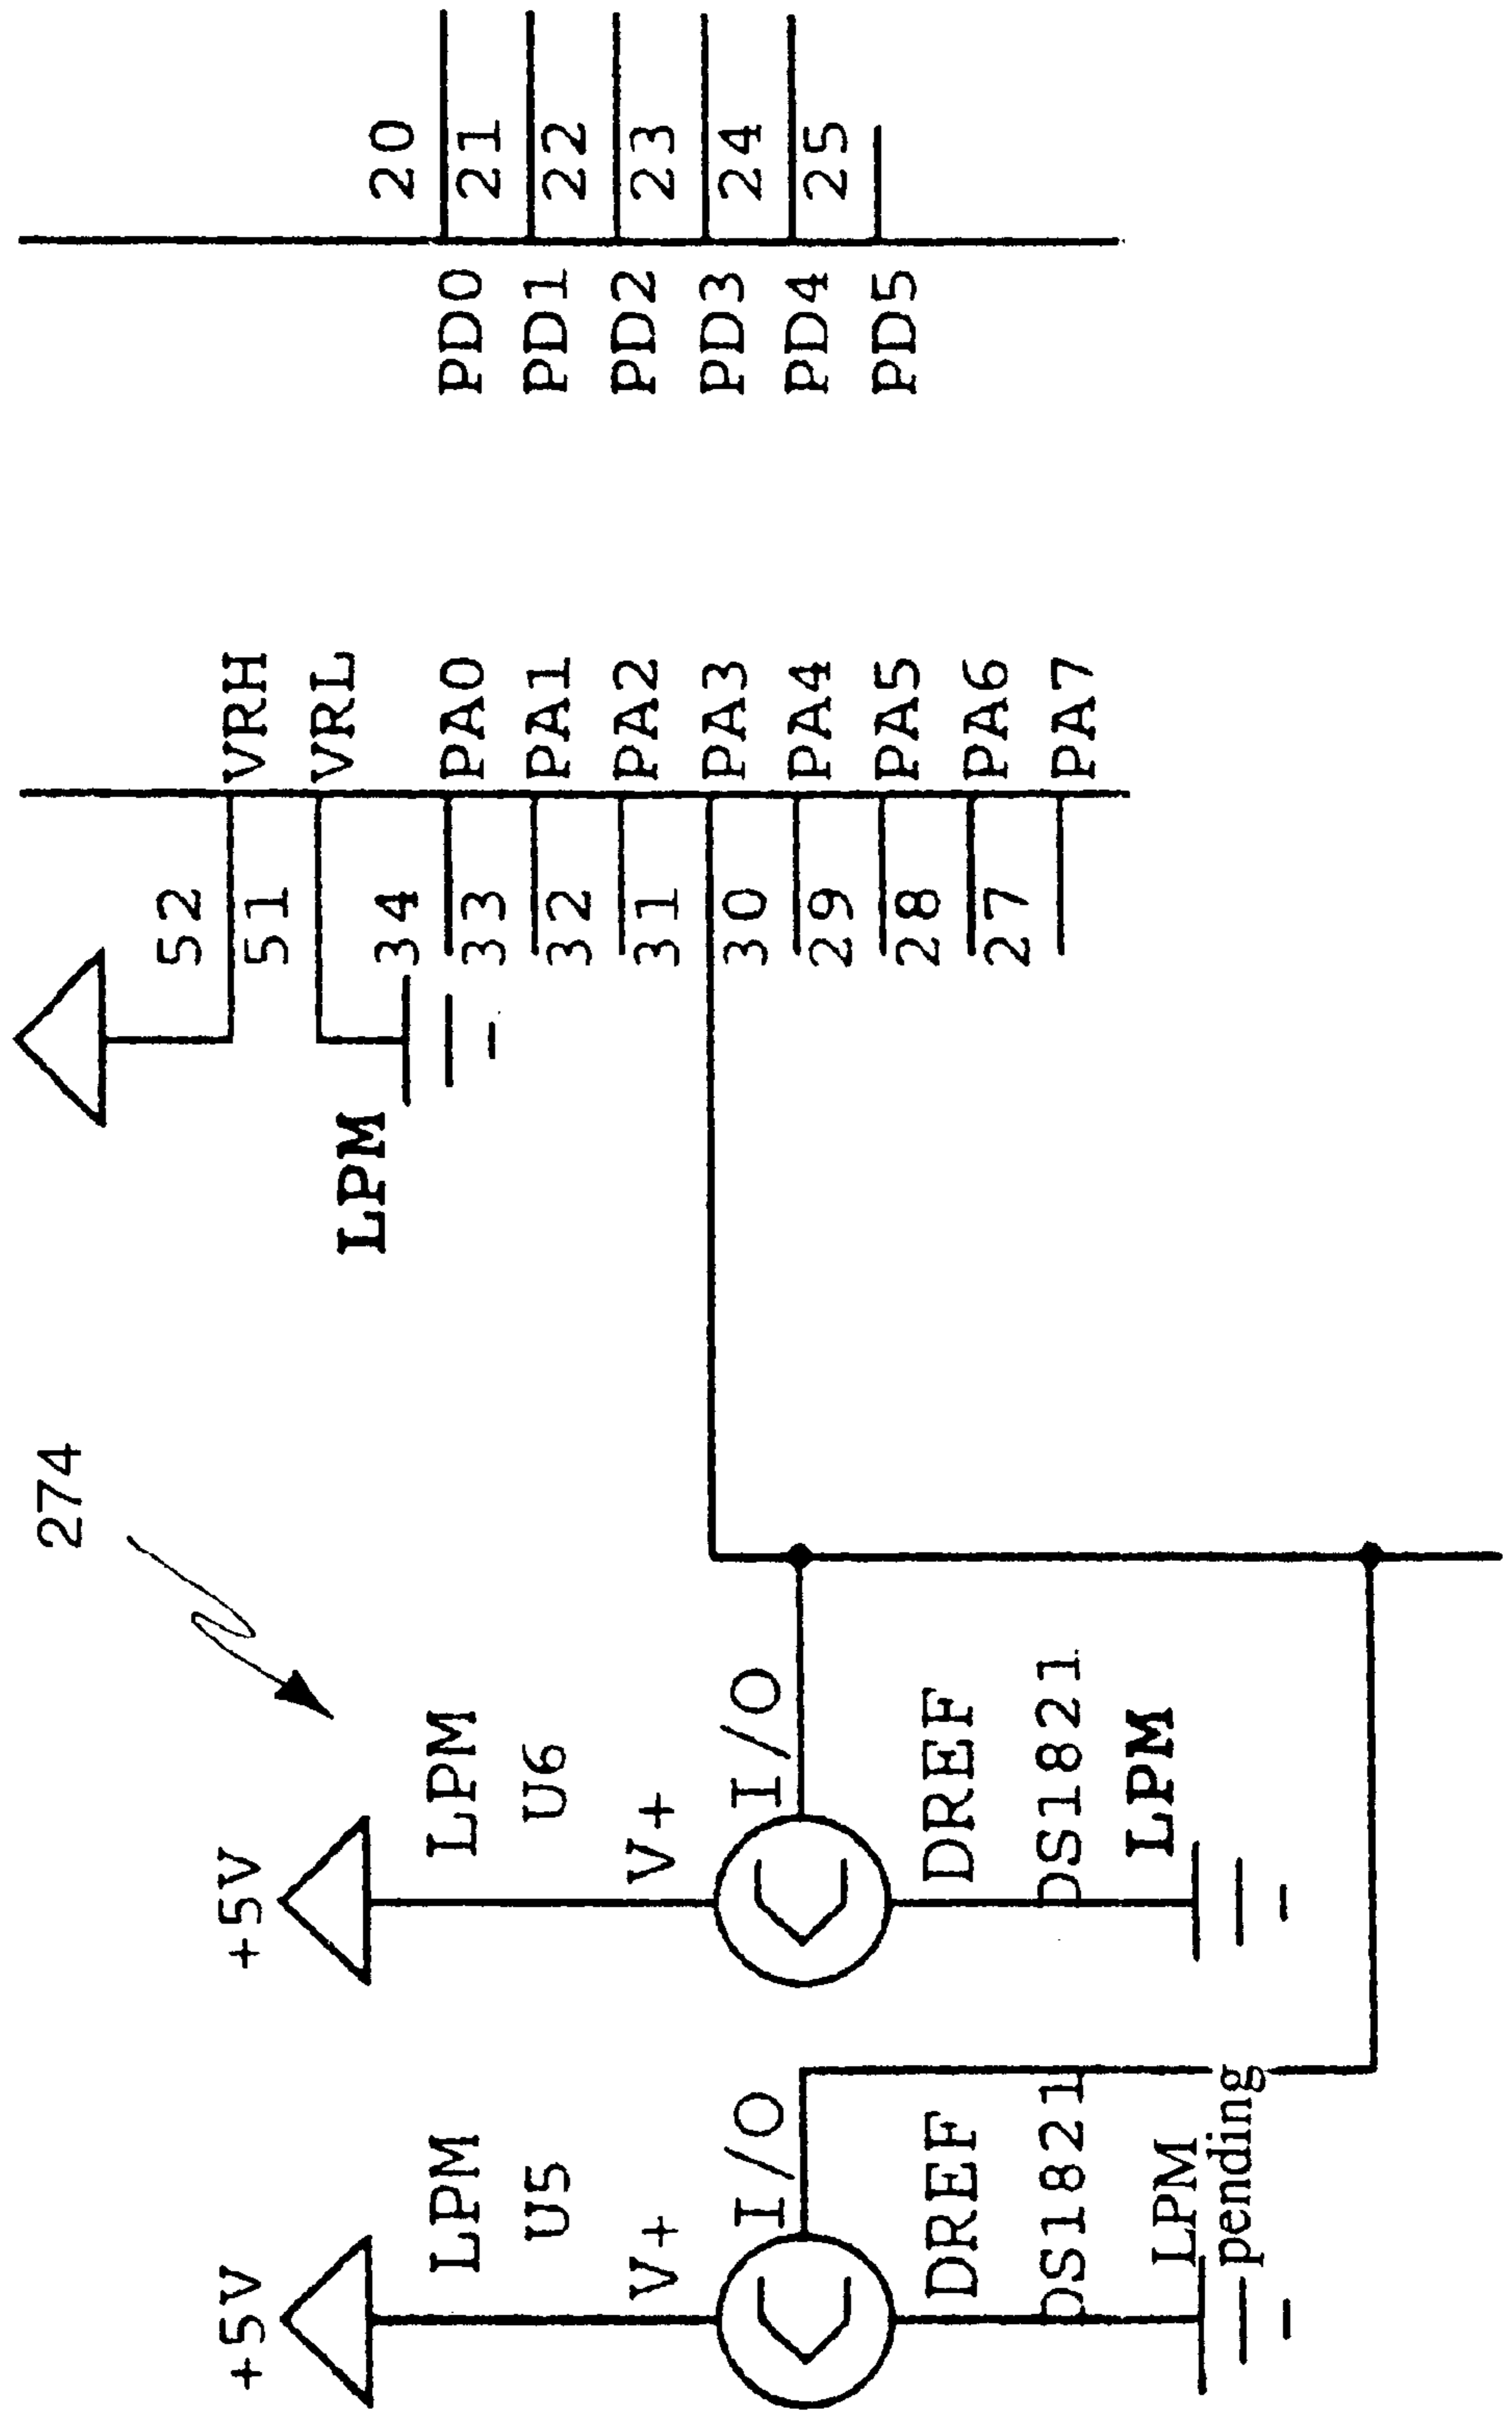 274
+5V
LPM
U5
V+
I/O
DREF
DS1821
LPM
pending
+5V
LPM
U6
V+
I/O
DREF
DS1821
LPM
LPM
52
VRH
51
VRL
34
PA0
33
PA1
32
PA2
31
PA3
30
PA4
29
PA5
28
PA6
27
PA7
20
PD0
21
PD1
22
PD2
23
PD3
24
PD4
25
PD5